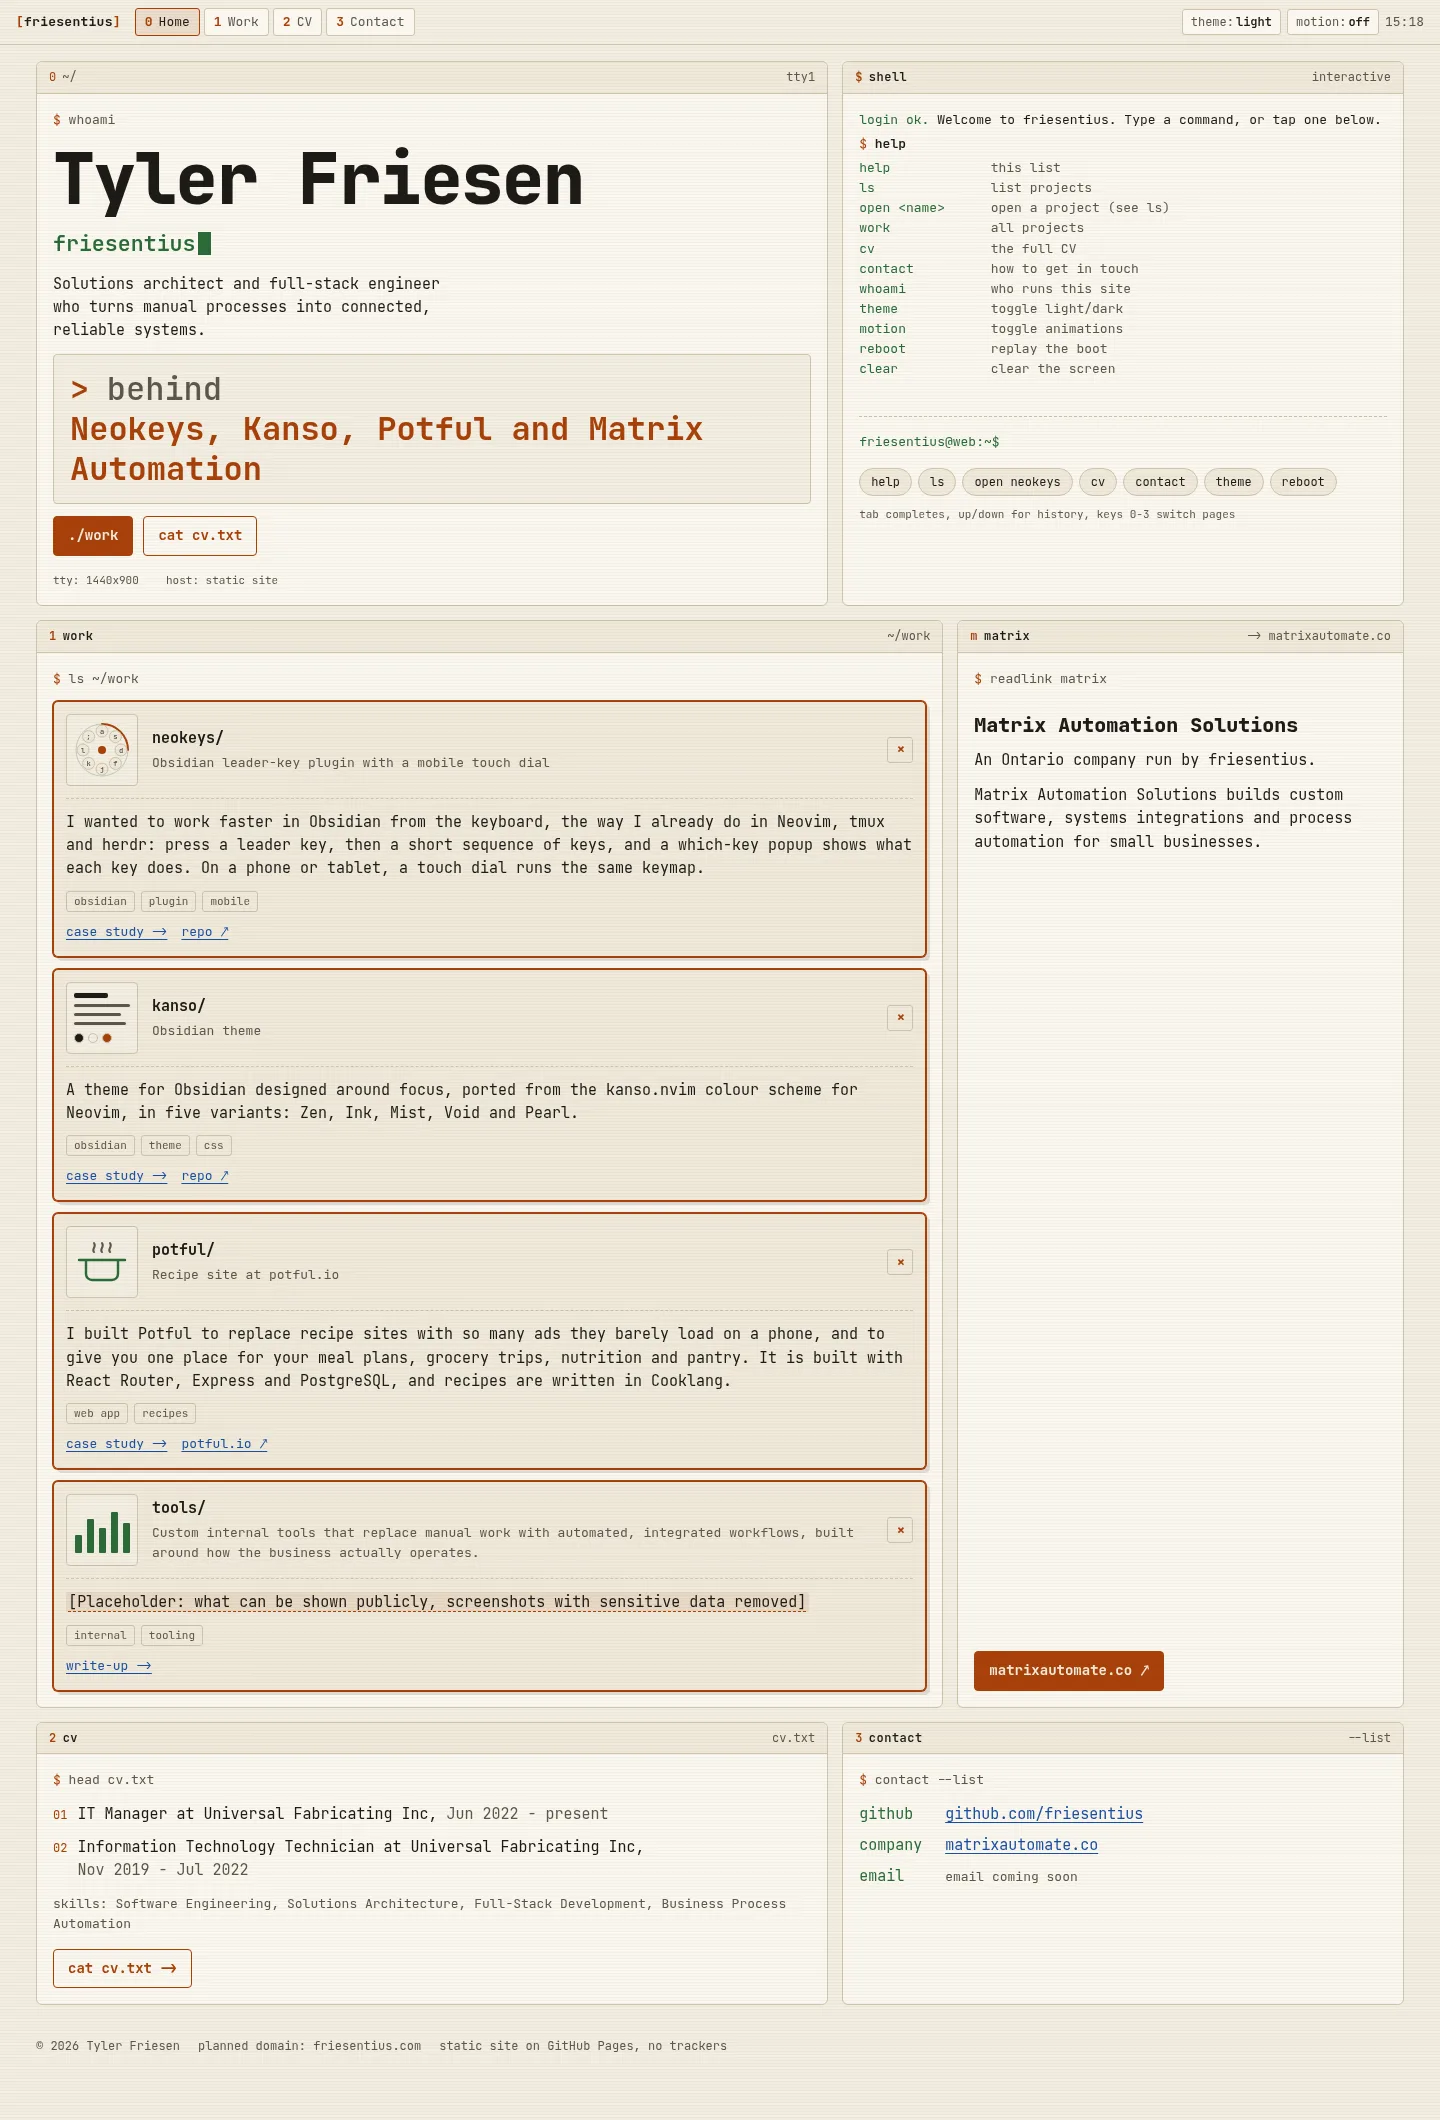 [friesentius] 0 Home 1 Work 2 CV 3 Contact theme:light motion:off 15:18
0 ~/ tty1
$ whoami
Tyler Friesen
friesentius
Solutions architect and full-stack engineer
who turns manual processes into connected,
reliable systems.
> behind
Neokeys, Kanso, Potful and Matrix
Automation
./work cat cv.txt
tty: 1440x900 host: static site
$ shell interactive
login ok. Welcome to friesentius. Type a command, or tap one below.
$ help
help this list
ls list projects
open <name> open a project (see ls)
work all projects
cv the full CV
contact how to get in touch
whoami who runs this site
theme toggle light/dark
motion toggle animations
reboot replay the boot
clear clear the screen
friesentius@web:~$
help ls open neokeys cv contact theme reboot
tab completes, up/down for history, keys 0-3 switch pages
1 work ~/work
$ ls ~/work
; a s d f j k l
neokeys/ ×
Obsidian leader-key plugin with a mobile touch dial
I wanted to work faster in Obsidian from the keyboard, the way I already do in Neovim, tmux
and herdr: press a leader key, then a short sequence of keys, and a which-key popup shows what
each key does. On a phone or tablet, a touch dial runs the same keymap.
obsidian plugin mobile
case study → repo ↗
kanso/ ×
Obsidian theme
A theme for Obsidian designed around focus, ported from the kanso.nvim colour scheme for
Neovim, in five variants: Zen, Ink, Mist, Void and Pearl.
obsidian theme css
case study → repo ↗
potful/ ×
Recipe site at potful.io
I built Potful to replace recipe sites with so many ads they barely load on a phone, and to
give you one place for your meal plans, grocery trips, nutrition and pantry. It is built with
React Router, Express and PostgreSQL, and recipes are written in Cooklang.
web app recipes
case study → potful.io ↗
tools/ ×
Custom internal tools that replace manual work with automated, integrated workflows, built
around how the business actually operates.
[Placeholder: what can be shown publicly, screenshots with sensitive data removed]
internal tooling
write-up →
m matrix → matrixautomate.co
$ readlink matrix
Matrix Automation Solutions
An Ontario company run by friesentius.
Matrix Automation Solutions builds custom
software, systems integrations and process
automation for small businesses.
matrixautomate.co ↗
2 cv cv.txt
$ head cv.txt
01 IT Manager at Universal Fabricating Inc, Jun 2022 - present
02 Information Technology Technician at Universal Fabricating Inc,
Nov 2019 - Jul 2022
skills: Software Engineering, Solutions Architecture, Full-Stack Development, Business Process
Automation
cat cv.txt →
3 contact --list
$ contact --list
github github.com/friesentius
company matrixautomate.co
email email coming soon
© 2026 Tyler Friesen planned domain: friesentius.com static site on GitHub Pages, no trackers